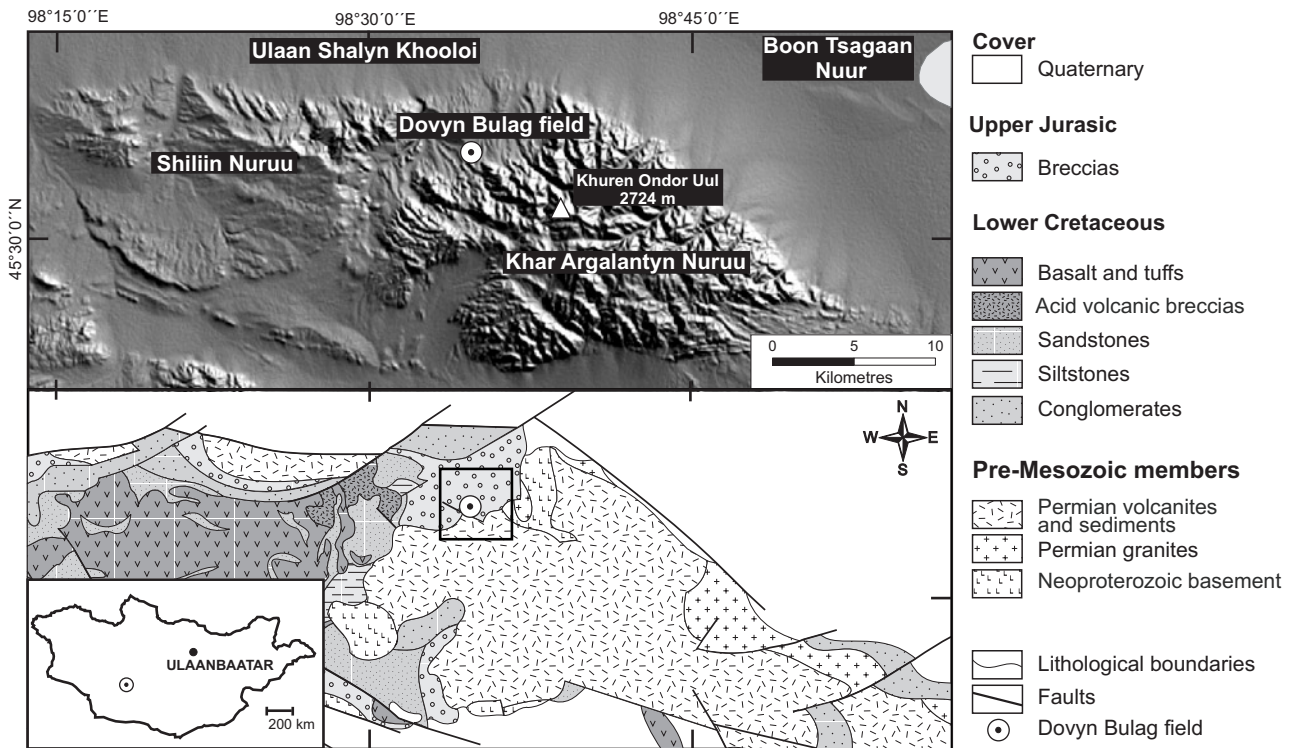 98°15´0´´E
98°30´0´´E
98°45´0´´E
Ulaan Shalyn Khooloi
Boon Tsagaan
Nuur
Dovyn Bulag field
Shiliin Nuruu
Khuren Ondor Uul
2724 m
45°30´0´´N
Khar Argalantyn Nuruu
0 5 10
Kilometres
N
W E
S
ULAANBAATAR
200 km
Cover
Quaternary
Upper Jurasic
Breccias
Lower Cretaceous
Basalt and tuffs
Acid volcanic breccias
Sandstones
Siltstones
Conglomerates
Pre-Mesozoic members
Permian volcanites
and sediments
Permian granites
Neoproterozoic basement
Lithological boundaries
Faults
Dovyn Bulag field